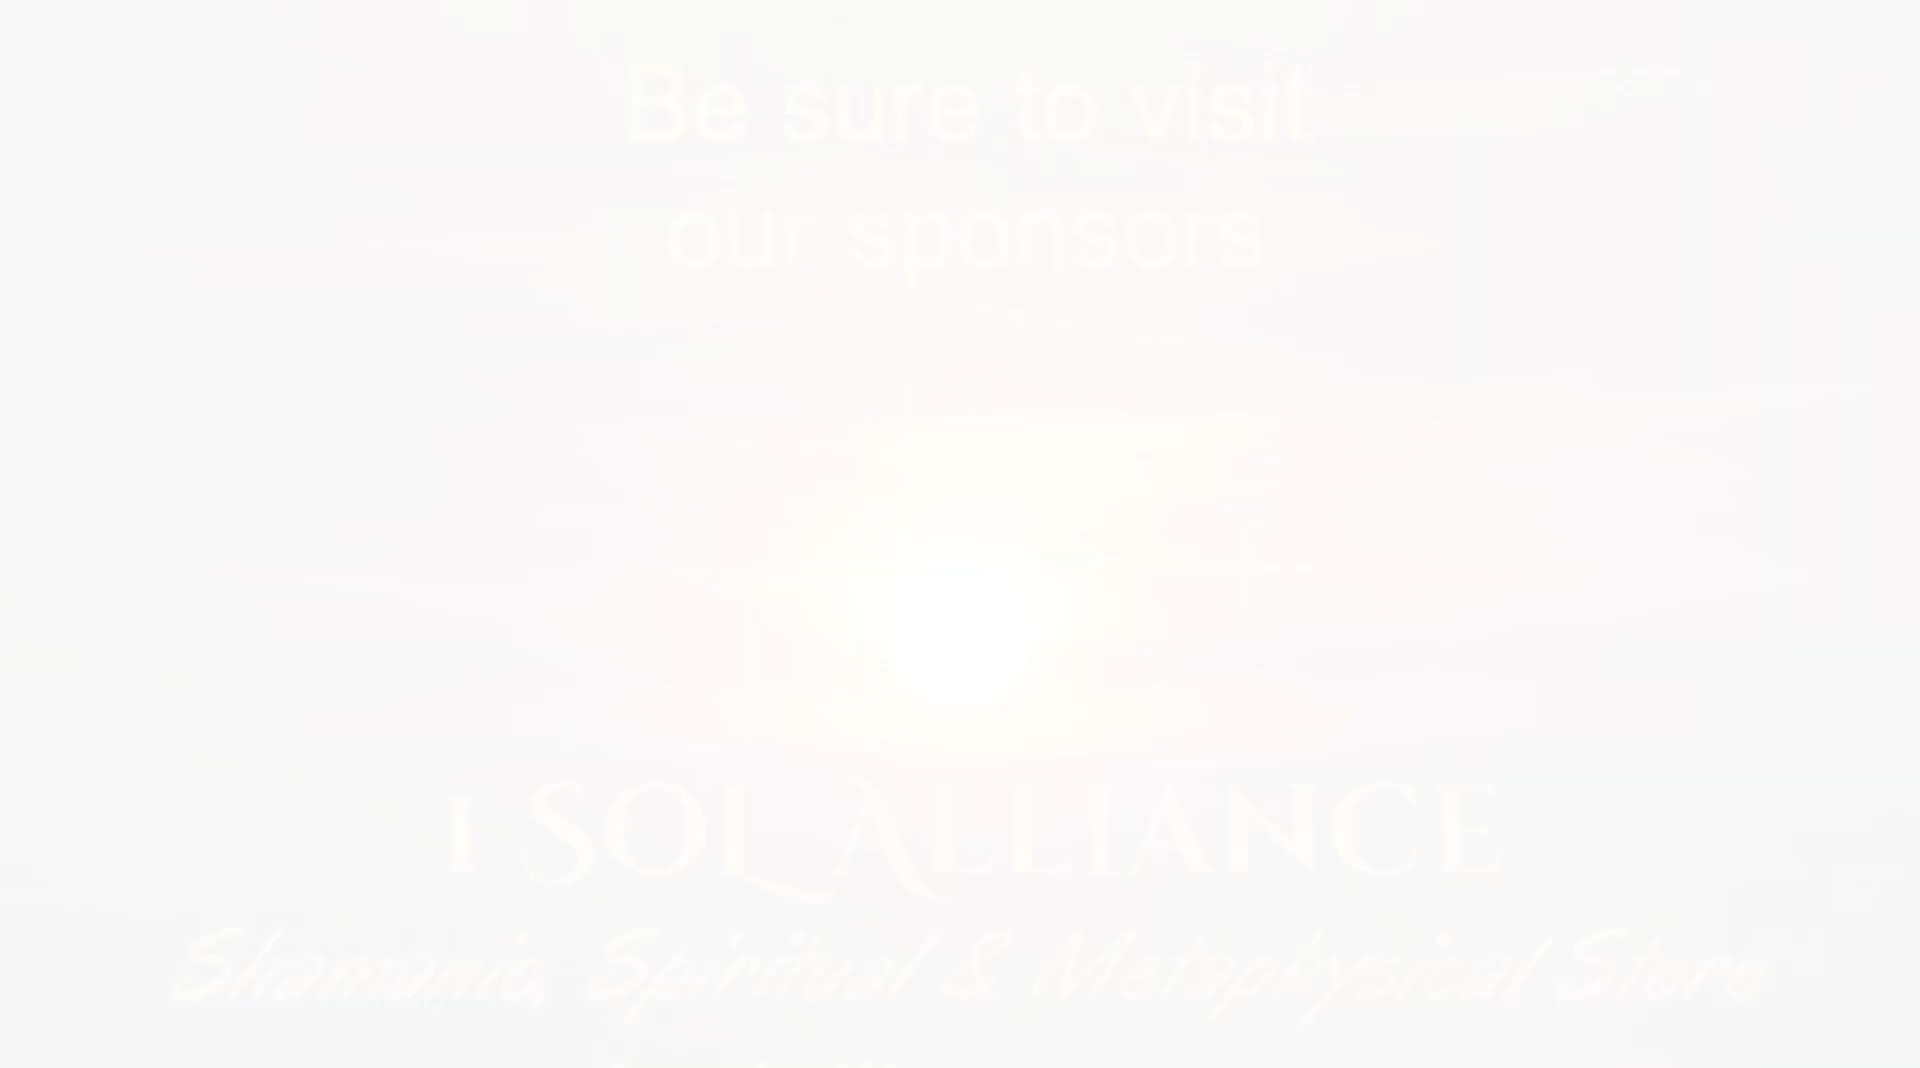 Be sure to visit
our sponsors
1 SOL ALLIANCE
Shamanic, Spiritual & Metaphysical Store